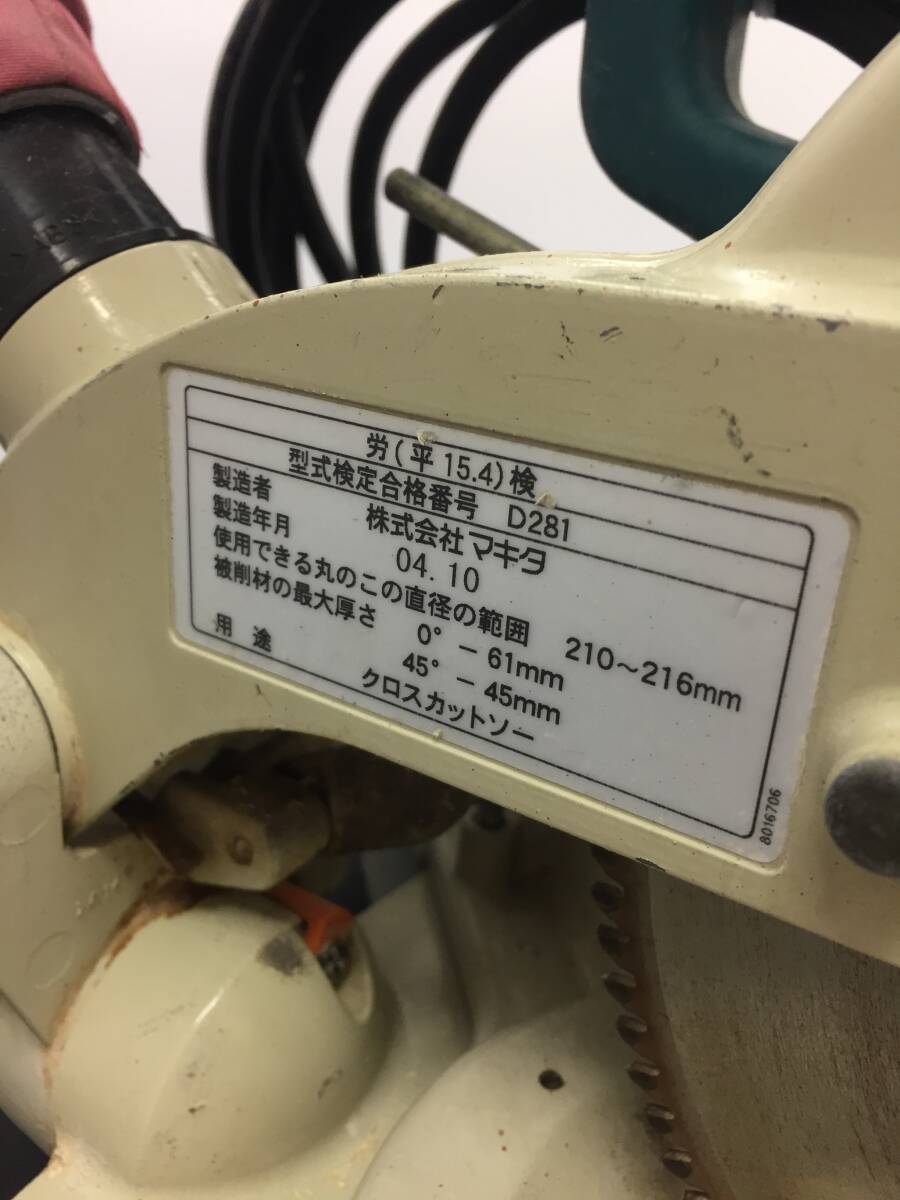 労(平 15.4)検
型式検定合格番号 D281
製造者 株式会社 マキタ
製造年月 04.10
使用できる丸のこの直径の範囲 210～216mm
被削材の最大厚さ 0° － 61mm
45° － 45mm
用 途 クロスカットソー
8016706